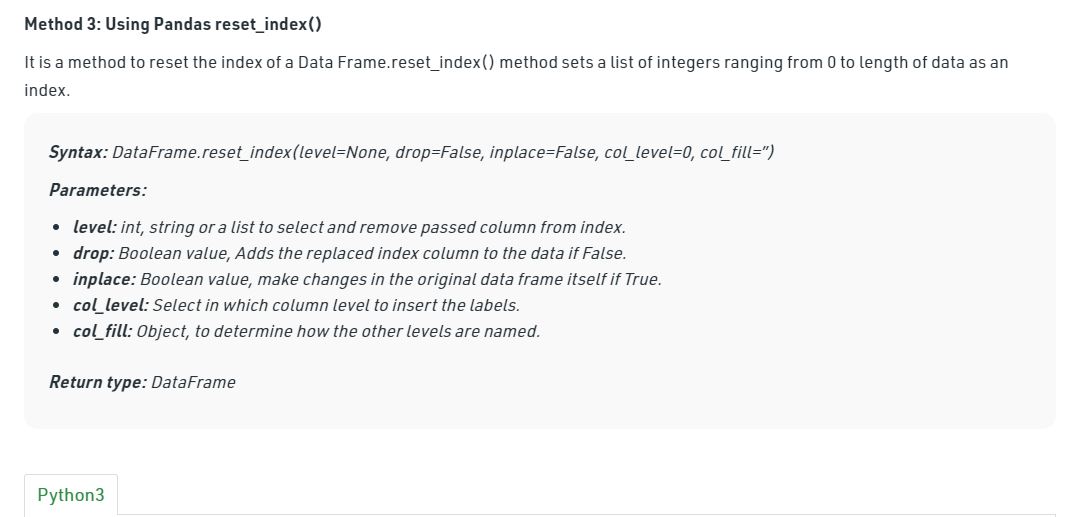 Method 3: Using Pandas reset_index()
It is a method to reset the index of a Data Frame.reset_index() method sets a list of integers ranging from 0 to length of data as an
index.
Syntax: DataFrame.reset_index(level=None, drop=False, inplace=False, col_level=0, col_fill=”)
Parameters:
• level: int, string or a list to select and remove passed column from index.
• drop: Boolean value, Adds the replaced index column to the data if False.
• inplace: Boolean value, make changes in the original data frame itself if True.
• col_level: Select in which column level to insert the labels.
• col_fill: Object, to determine how the other levels are named.
Return type: DataFrame
Python3